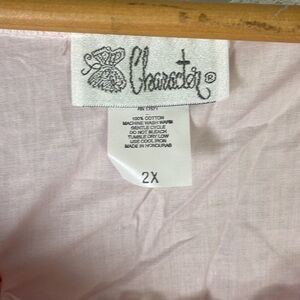 Character®
100% COTTON
MACHINE WASH WARM
GENTLE CYCLE
DO NOT BLEACH
TUMBLE DRY LOW
USE COOL IRON
MADE IN HONDURAS
2X